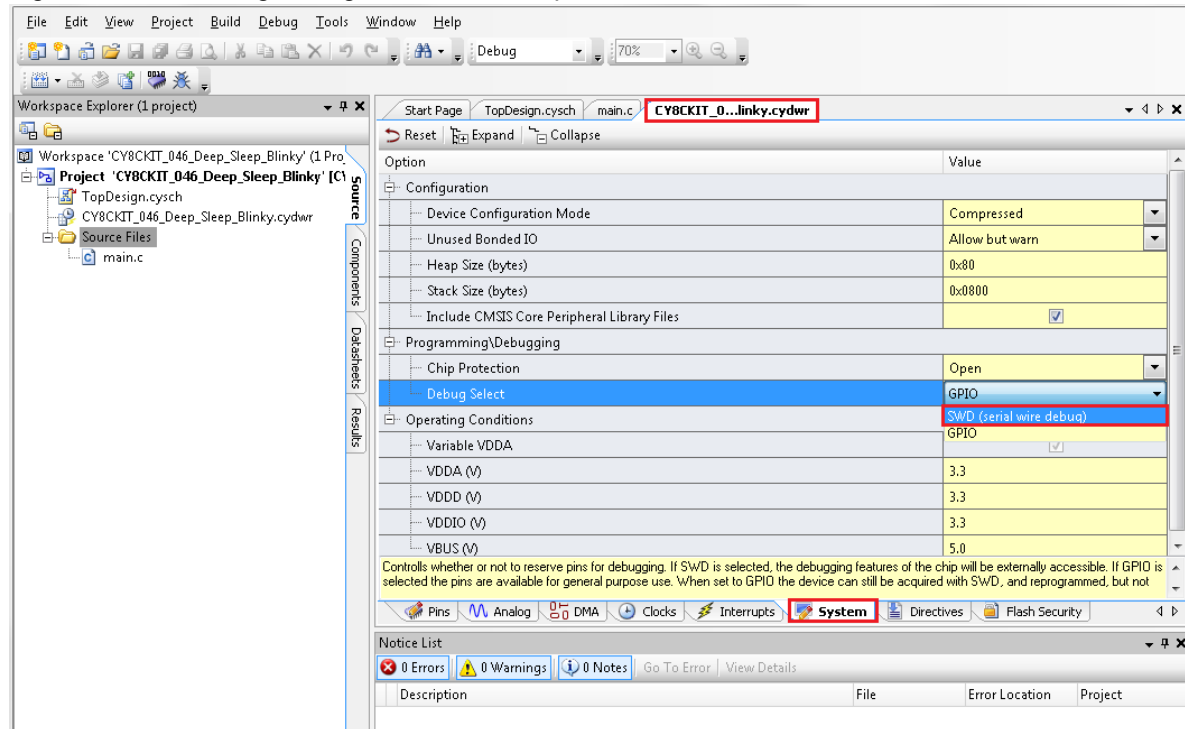 File Edit View Project Build Debug Tools Window Help
Debug 70%
Workspace Explorer (1 project)
Workspace 'CY8CKIT_046_Deep_Sleep_Blinky' (1 Pro
Project 'CY8CKIT_046_Deep_Sleep_Blinky' [CY
TopDesign.cysch
CY8CKIT_046_Deep_Sleep_Blinky.cydwr
Source Files
main.c
Source
Components
Datasheets
Results
Start Page TopDesign.cysch main.c CY8CKIT_0...linky.cydwr
Reset Expand Collapse
Option Value
Configuration
Device Configuration Mode Compressed
Unused Bonded IO Allow but warn
Heap Size (bytes) 0x80
Stack Size (bytes) 0x0800
Include CMSIS Core Peripheral Library Files
Programming\Debugging
Chip Protection Open
Debug Select GPIO
SWD (serial wire debug)
GPIO
Operating Conditions
Variable VDDA
VDDA (V) 3.3
VDDD (V) 3.3
VDDIO (V) 3.3
VBUS (V) 5.0
Controlls whether or not to reserve pins for debugging. If SWD is selected, the debugging features of the chip will be externally accessible. If GPIO is
selected the pins are available for general purpose use. When set to GPIO the device can still be acquired with SWD, and reprogrammed, but not
Pins Analog DMA Clocks Interrupts System Directives Flash Security
Notice List
0 Errors 0 Warnings 0 Notes Go To Error View Details
Description File Error Location Project